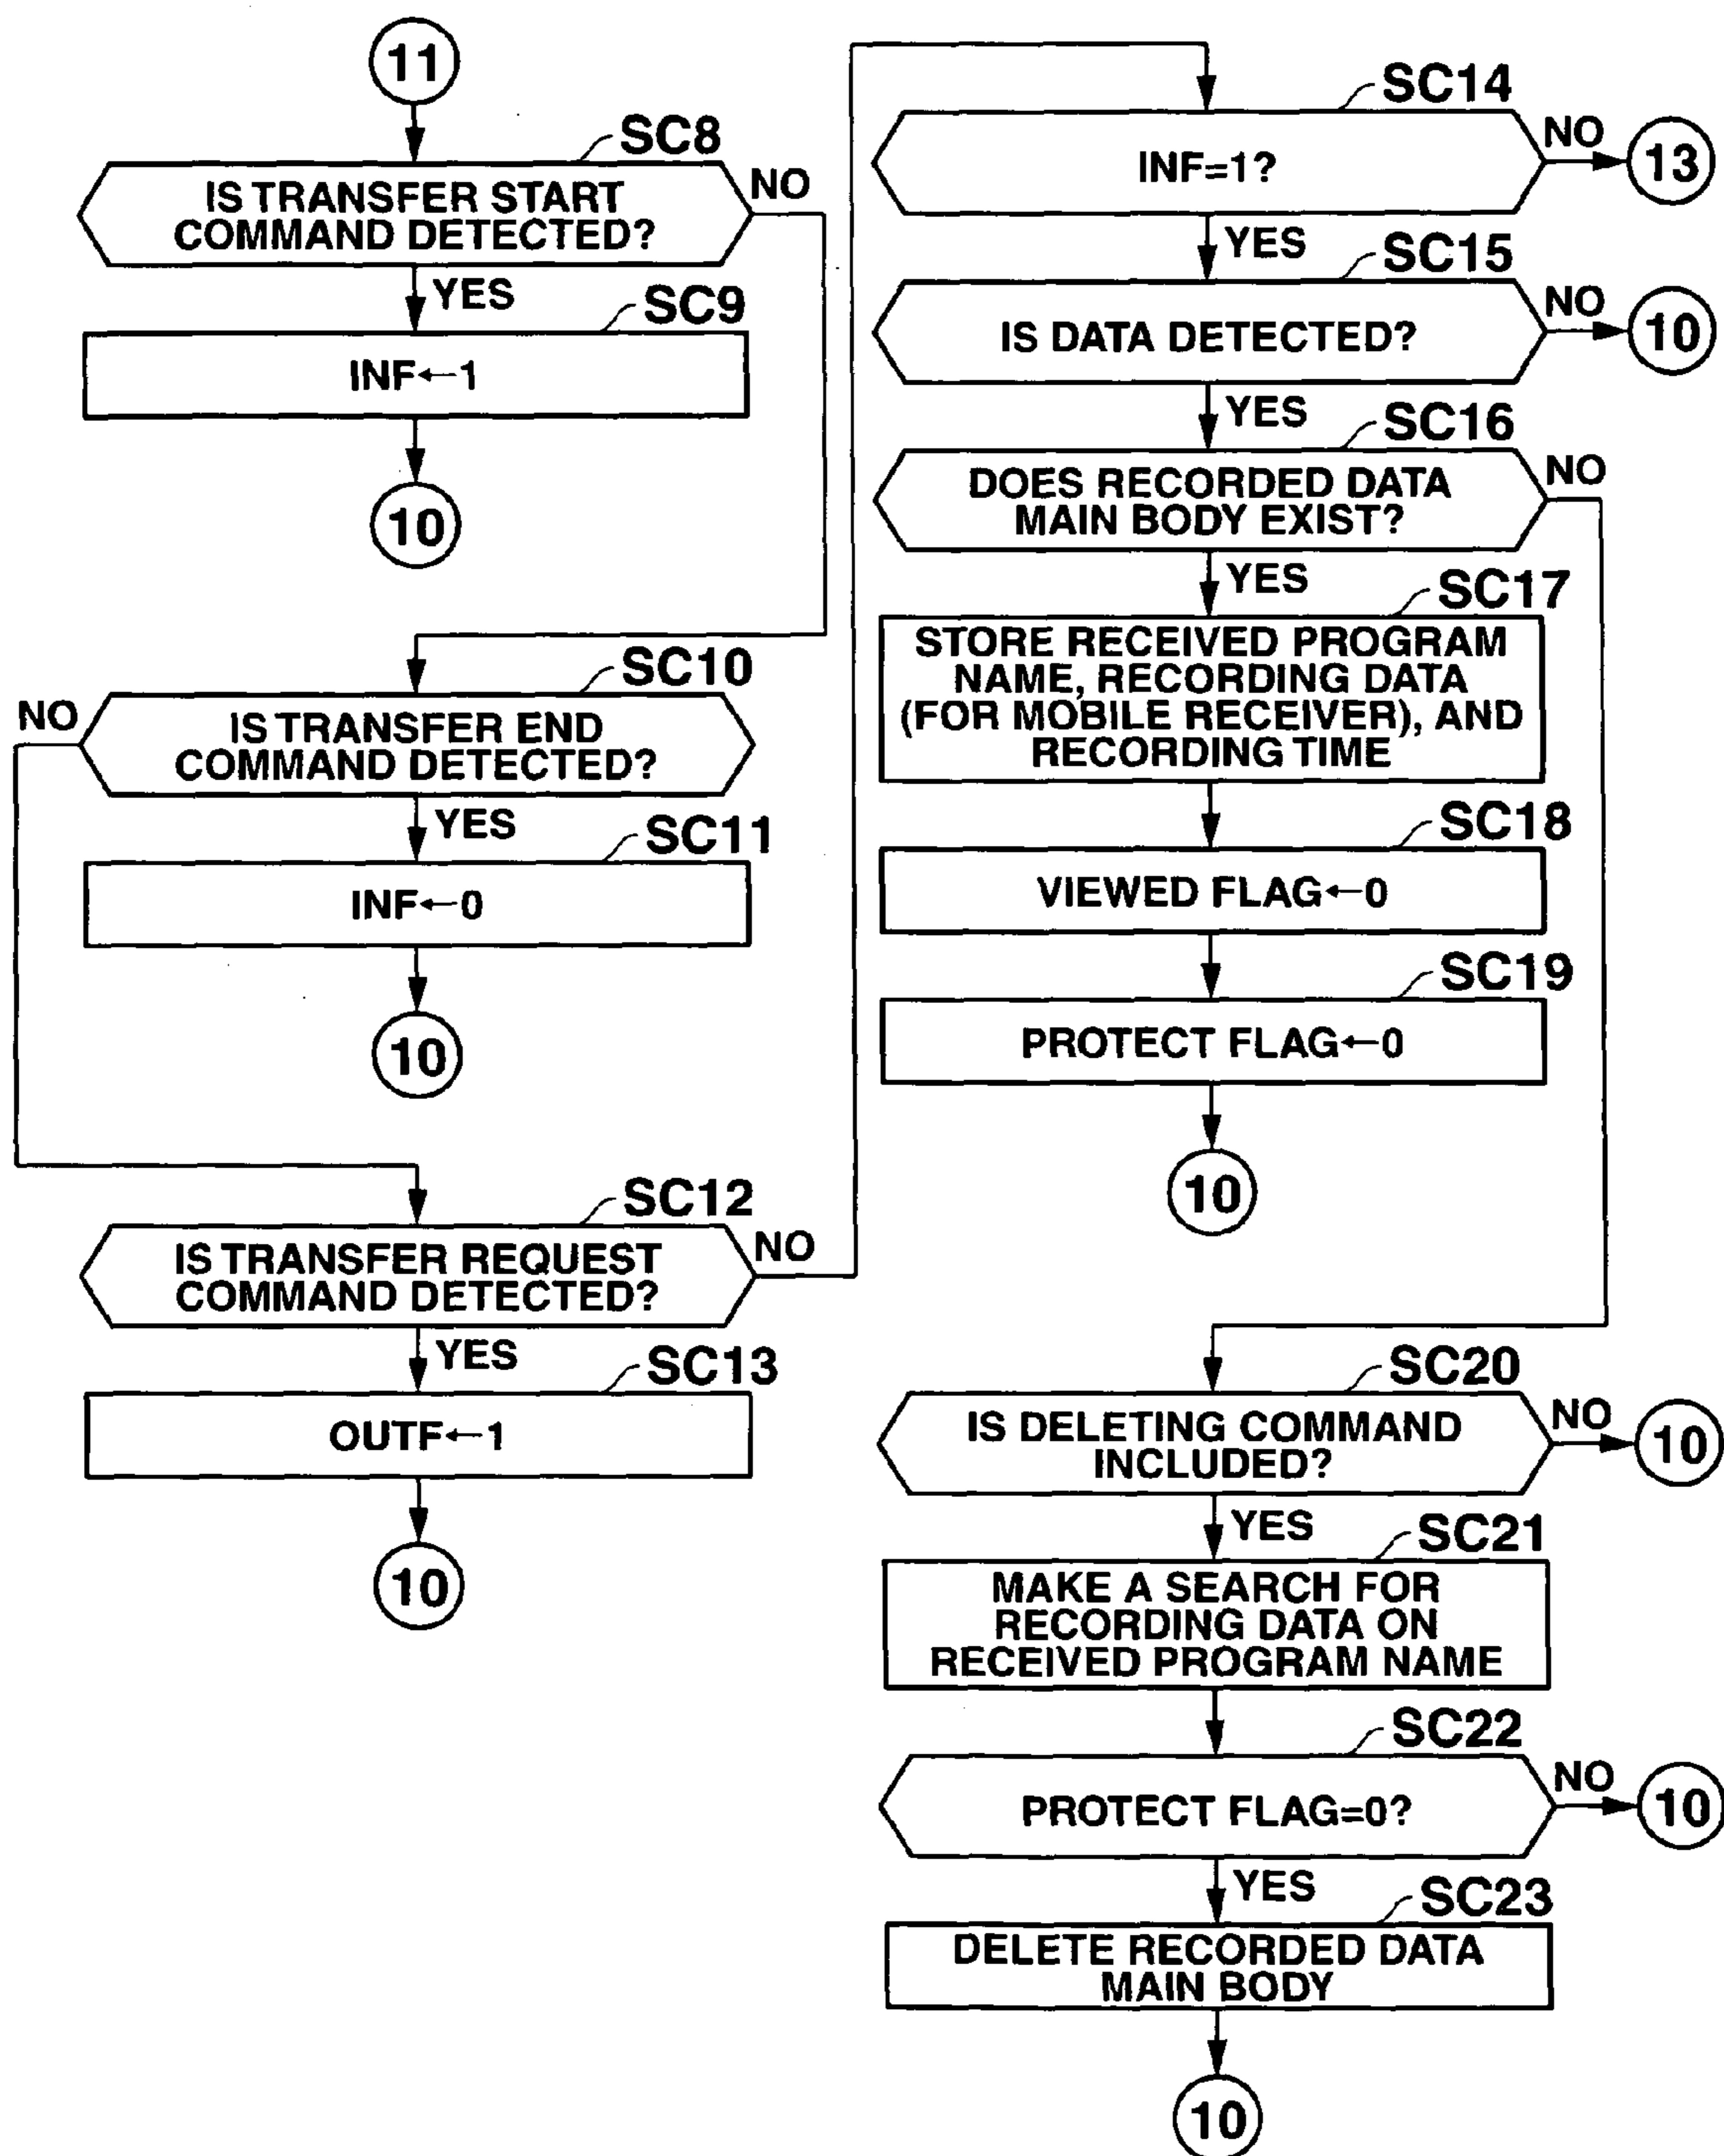 11
SC8
IS TRANSFER START
COMMAND DETECTED?
NO
YES
SC9
INF←1
10
SC10
NO
IS TRANSFER END
COMMAND DETECTED?
YES
SC11
INF←0
10
SC12
IS TRANSFER REQUEST
COMMAND DETECTED?
NO
YES
SC13
OUTF←1
10
SC14
INF=1?
NO
13
YES
SC15
IS DATA DETECTED?
NO
10
YES
SC16
DOES RECORDED DATA
MAIN BODY EXIST?
NO
YES
SC17
STORE RECEIVED PROGRAM
NAME, RECORDING DATA
(FOR MOBILE RECEIVER), AND
RECORDING TIME
SC18
VIEWED FLAG←0
SC19
PROTECT FLAG←0
10
SC20
IS DELETING COMMAND
INCLUDED?
NO
10
YES
SC21
MAKE A SEARCH FOR
RECORDING DATA ON
RECEIVED PROGRAM NAME
SC22
PROTECT FLAG=0?
NO
10
YES
SC23
DELETE RECORDED DATA
MAIN BODY
10